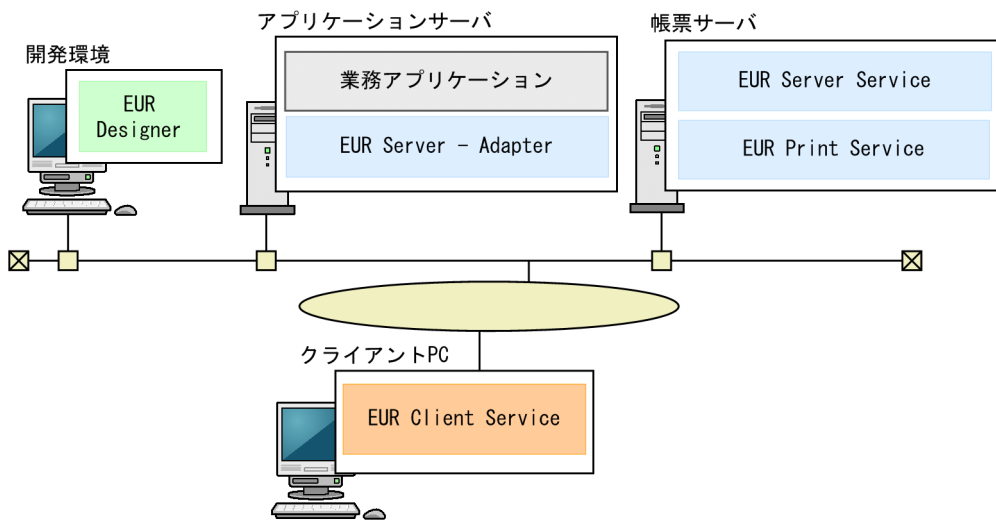 アプリケーションサーバ
帳票サーバ
開発環境
EUR
Designer
業務アプリケーション
EUR Server − Adapter
EUR Server Service
EUR Print Service
クライアントPC
EUR Client Service